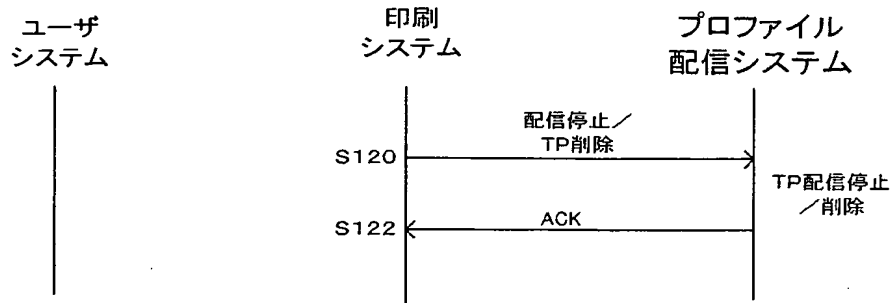 ユーザ
システム
印刷
システム
プロファイル
配信システム
配信停止／
TP削除
S120
TP配信停止
／削除
S122
ACK